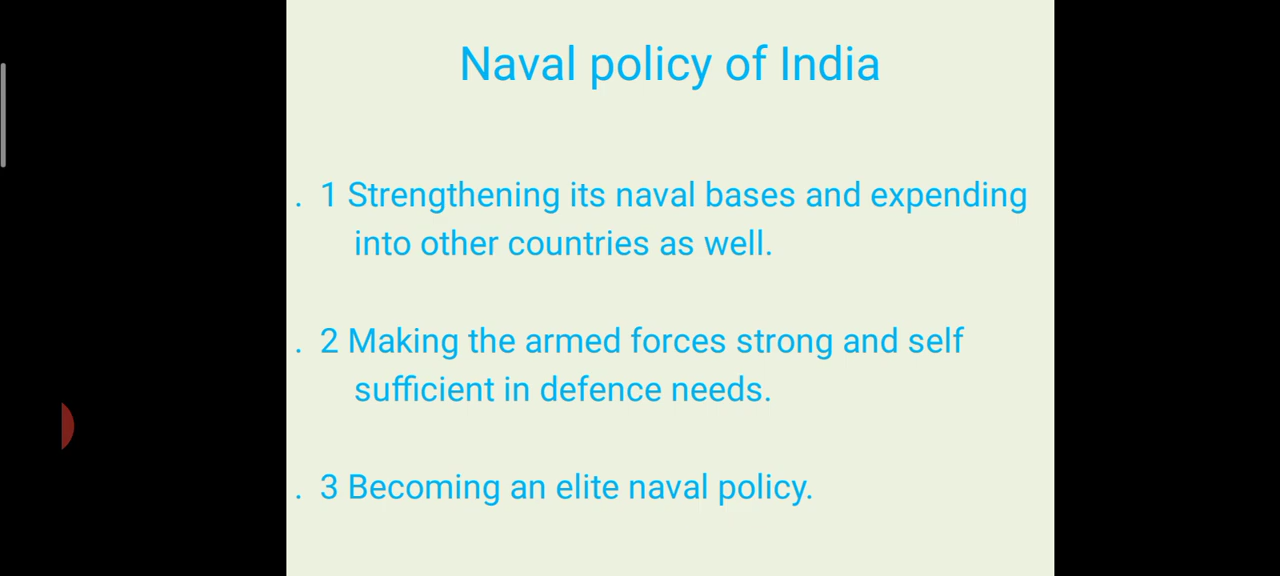 Naval policy of India
. 1 Strengthening its naval bases and expending
into other countries as well.
. 2 Making the armed forces strong and self
sufficient in defence needs.
. 3 Becoming an elite naval policy.